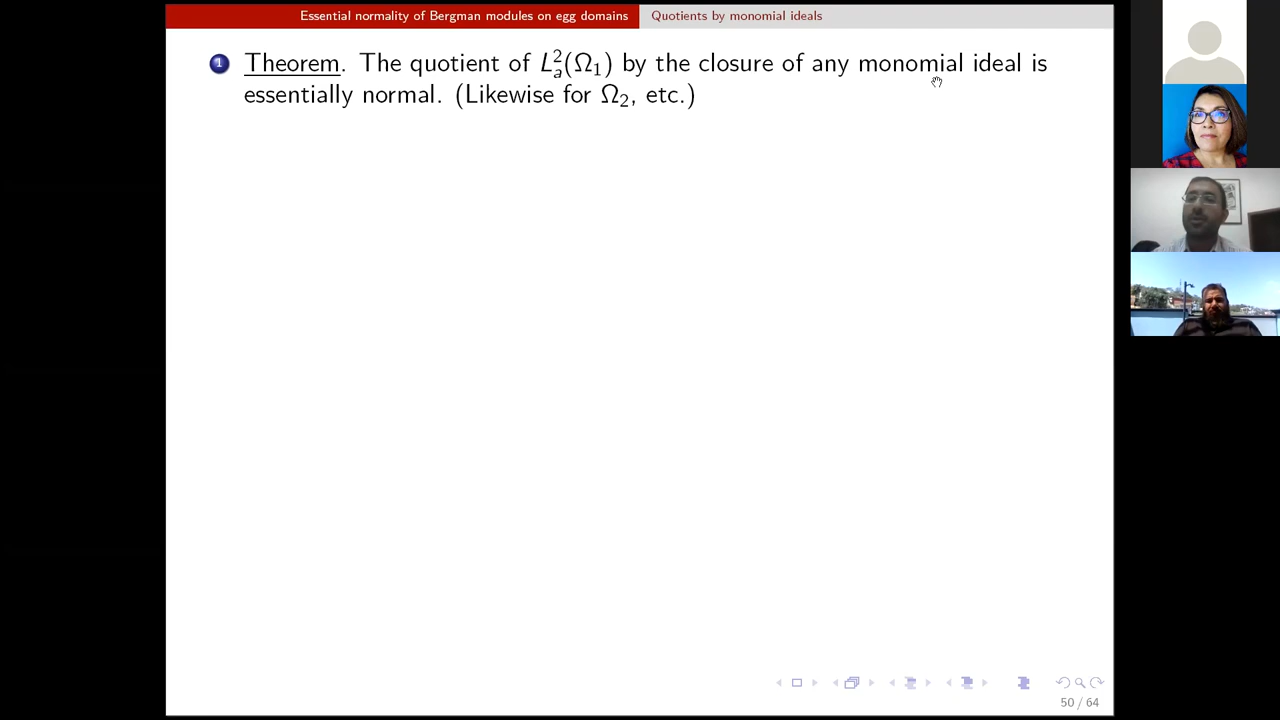 Essential normality of Bergman modules on egg domains Quotients by monomial ideals
1 Theorem. The quotient of L²ₐ(Ω₁) by the closure of any monomial ideal is
essentially normal. (Likewise for Ω₂, etc.)
50 / 64